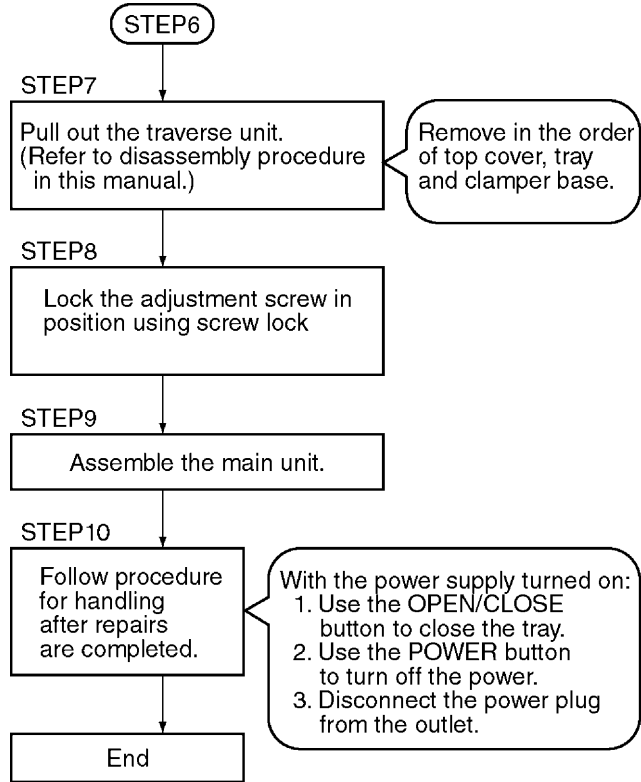 STEP6
STEP7
Pull out the traverse unit.
(Refer to disassembly procedure
in this manual.)
Remove in the order
of top cover, tray
and clamper base.
STEP8
Lock the adjustment screw in
position using screw lock
STEP9
Assemble the main unit.
STEP10
Follow procedure
for handling
after repairs
are completed.
With the power supply turned on:
1. Use the OPEN/CLOSE
button to close the tray.
2. Use the POWER button
to turn off the power.
3. Disconnect the power plug
from the outlet.
End